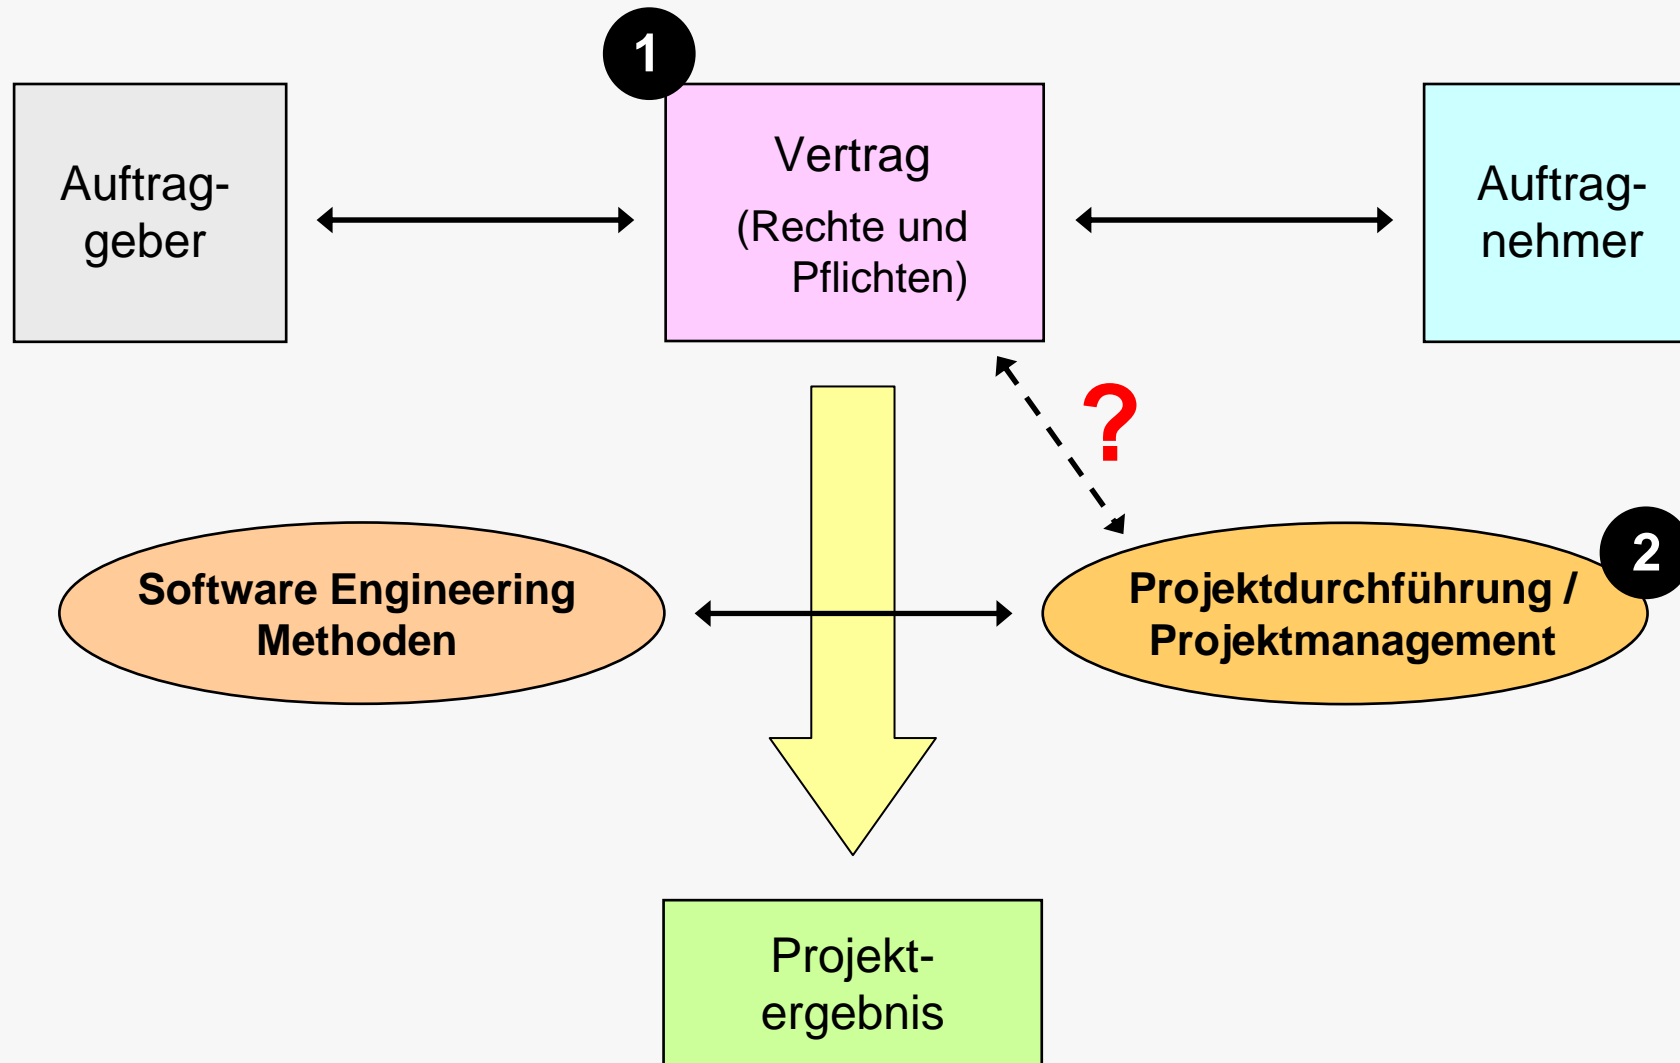 1
Auftrag-
geber
Vertrag
(Rechte und
Pflichten)
Auftrag-
nehmer
?
2
Software Engineering
Methoden
Projektdurchführung /
Projektmanagement
Projekt-
ergebnis